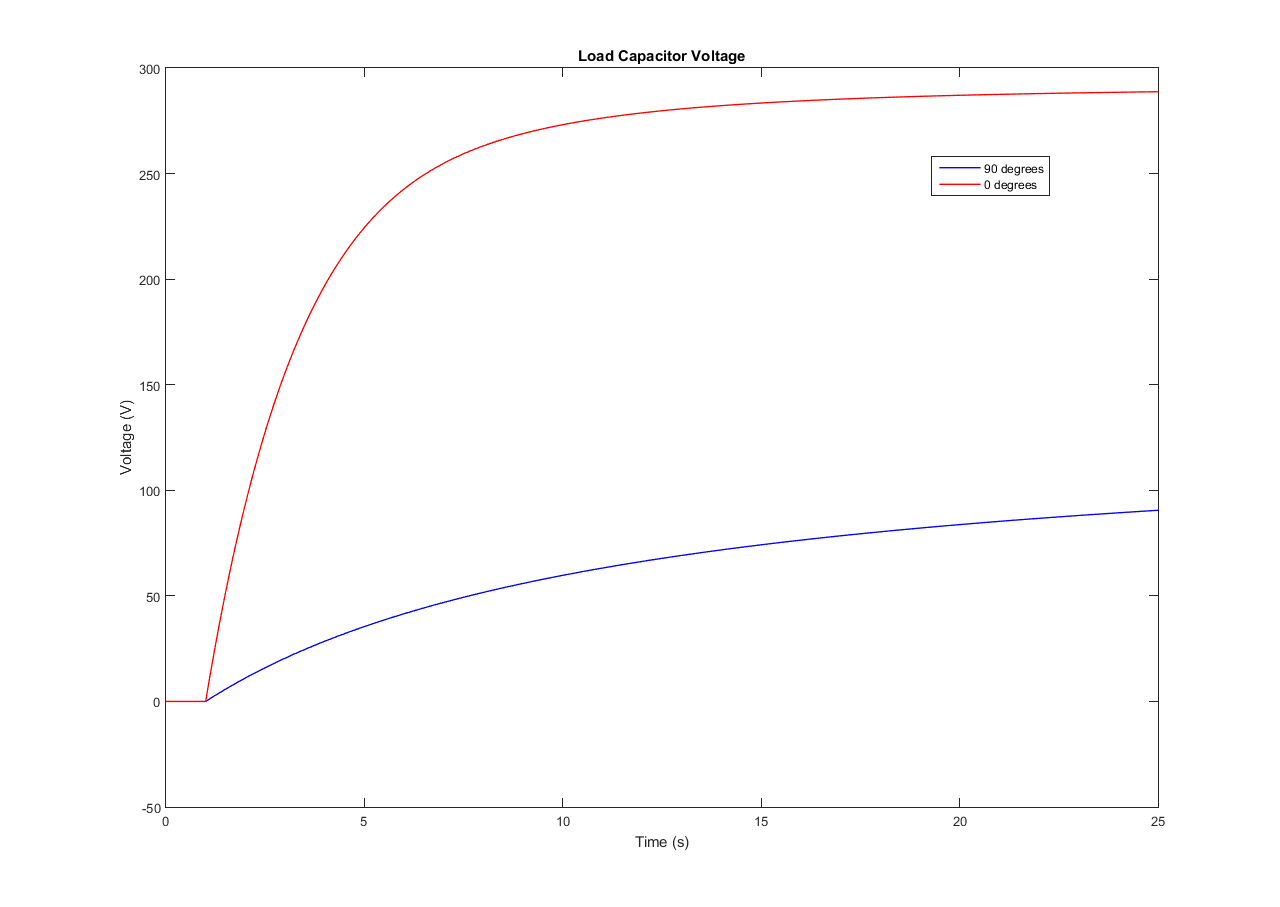 Load Capacitor Voltage
300
250
200
150
100
50
0
-50
Voltage (V)
90 degrees
0 degrees
0 5 10 15 20 25
Time (s)